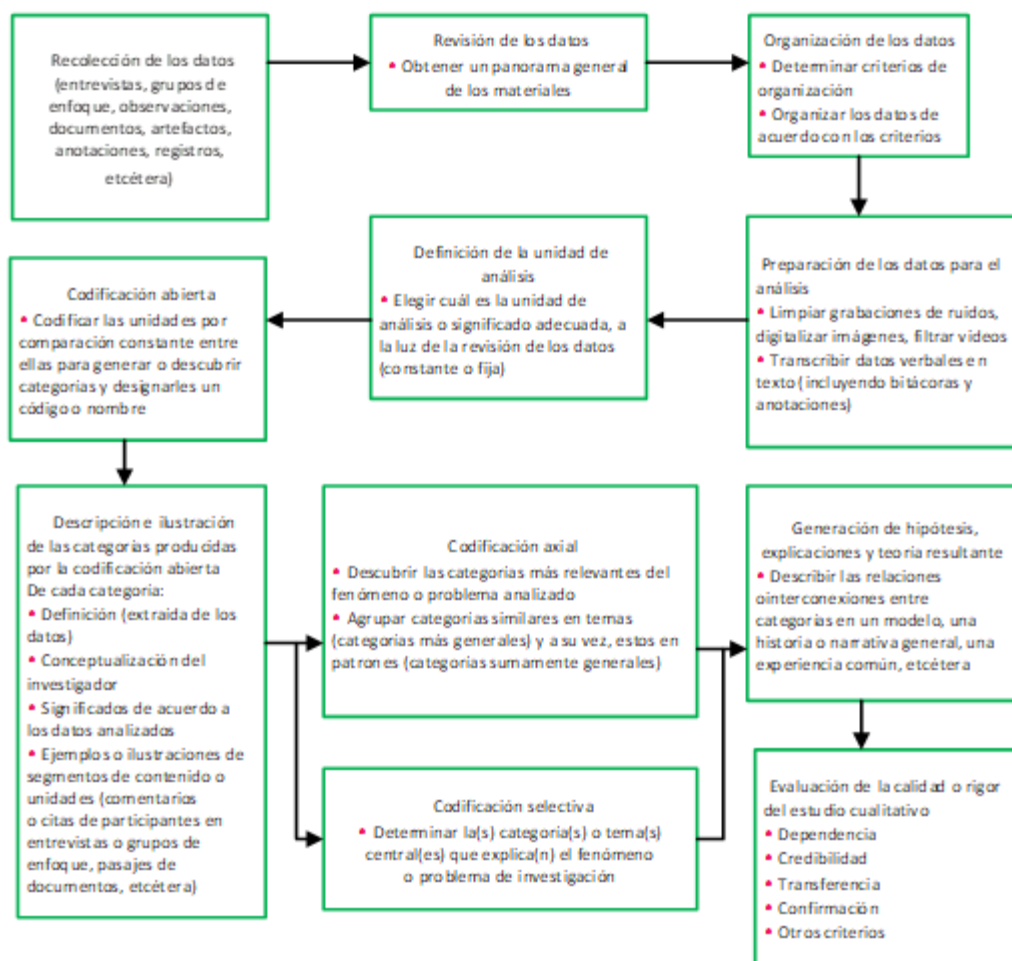 Recolección de los datos
(entrevistas, grupos de
enfoque, observaciones,
documentos, artefactos,
anotaciones, registros,
etcétera)
Revisión de los datos
• Obtener un panorama general
de los materiales
Organización de los datos
• Determinar criterios de
organización
• Organizar los datos de
acuerdo con los criterios
Preparación de los datos para el
análisis
• Limpiar grabaciones de ruidos,
digitalizar imágenes, filtrar videos
• Transcribir datos verbales en
texto (incluyendo bitácoras y
anotaciones)
Definición de la unidad de
análisis
• Elegir cuál es la unidad de
análisis o significado adecuada, a
la luz de la revisión de los datos
(constante o fija)
Codificación abierta
• Codificar las unidades por
comparación constante entre
ellas para generar o descubrir
categorías y designarles un
código o nombre
Descripción e ilustración
de las categorías producidas
por la codificación abierta
De cada categoría:
• Definición (extraída de los
datos)
• Conceptualización del
investigador
• Significados de acuerdo a
los datos analizados
• Ejemplos o ilustraciones de
segmentos de contenido o
unidades (comentarios
o citas de participantes en
entrevistas o grupos de
enfoque, pasajes de
documentos, etcétera)
Codificación axial
• Descubrir las categorías más relevantes del
fenómeno o problema analizado
• Agrupar categorías similares en temas
(categorías más generales) y a su vez, estos en
patrones (categorías sumamente generales)
Codificación selectiva
• Determinar la(s) categoría(s) o tema(s)
central(es) que explica(n) el fenómeno
o problema de investigación
Generación de hipótesis,
explicaciones y teoría resultante
• Describir las relaciones
ointerconexiones entre
categorías en un modelo, una
historia o narrativa general, una
experiencia común, etcétera
Evaluación de la calidad o rigor
del estudio cualitativo
• Dependencia
• Credibilidad
• Transferencia
• Confirmación
• Otros criterios